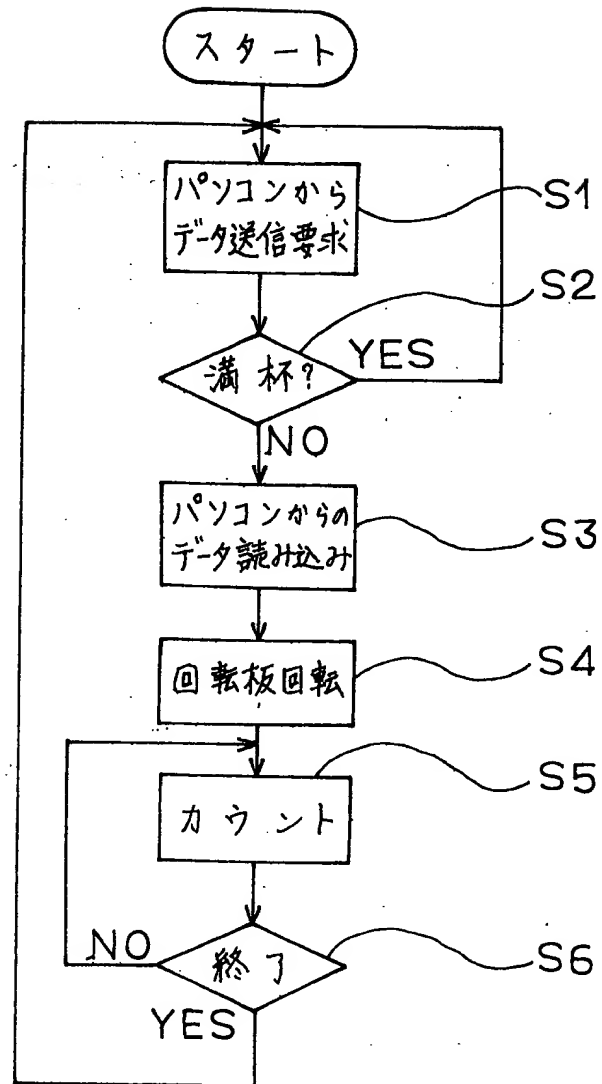 スタート
パソコンから
データ送信要求
S1
満杯?
S2
YES
NO
パソコンからの
データ読み込み
S3
回転板回転
S4
カウント
S5
NO
終了
S6
YES